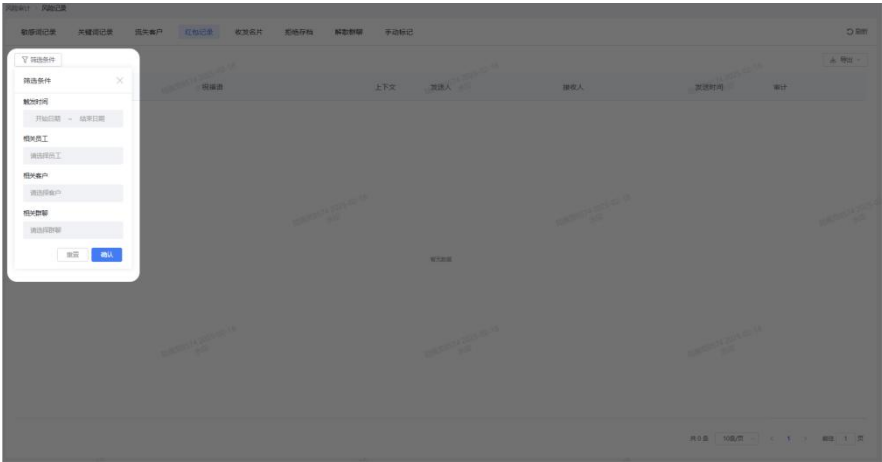 风险审计 / 风险记录
敏感词记录 关键词记录 流失客户 红包记录 收发名片 拒绝存档 解散群聊 手动标记 刷新
筛选条件 导出
筛选条件
上下文 发送人 接收人 发送时间 审计
触发时间
开始日期 ~ 结束日期
相关员工
请选择员工
相关客户
请选择客户
相关群聊
请选择群聊
重置 确认
暂无数据
共 0 条 10条/页 1 前往 1 页